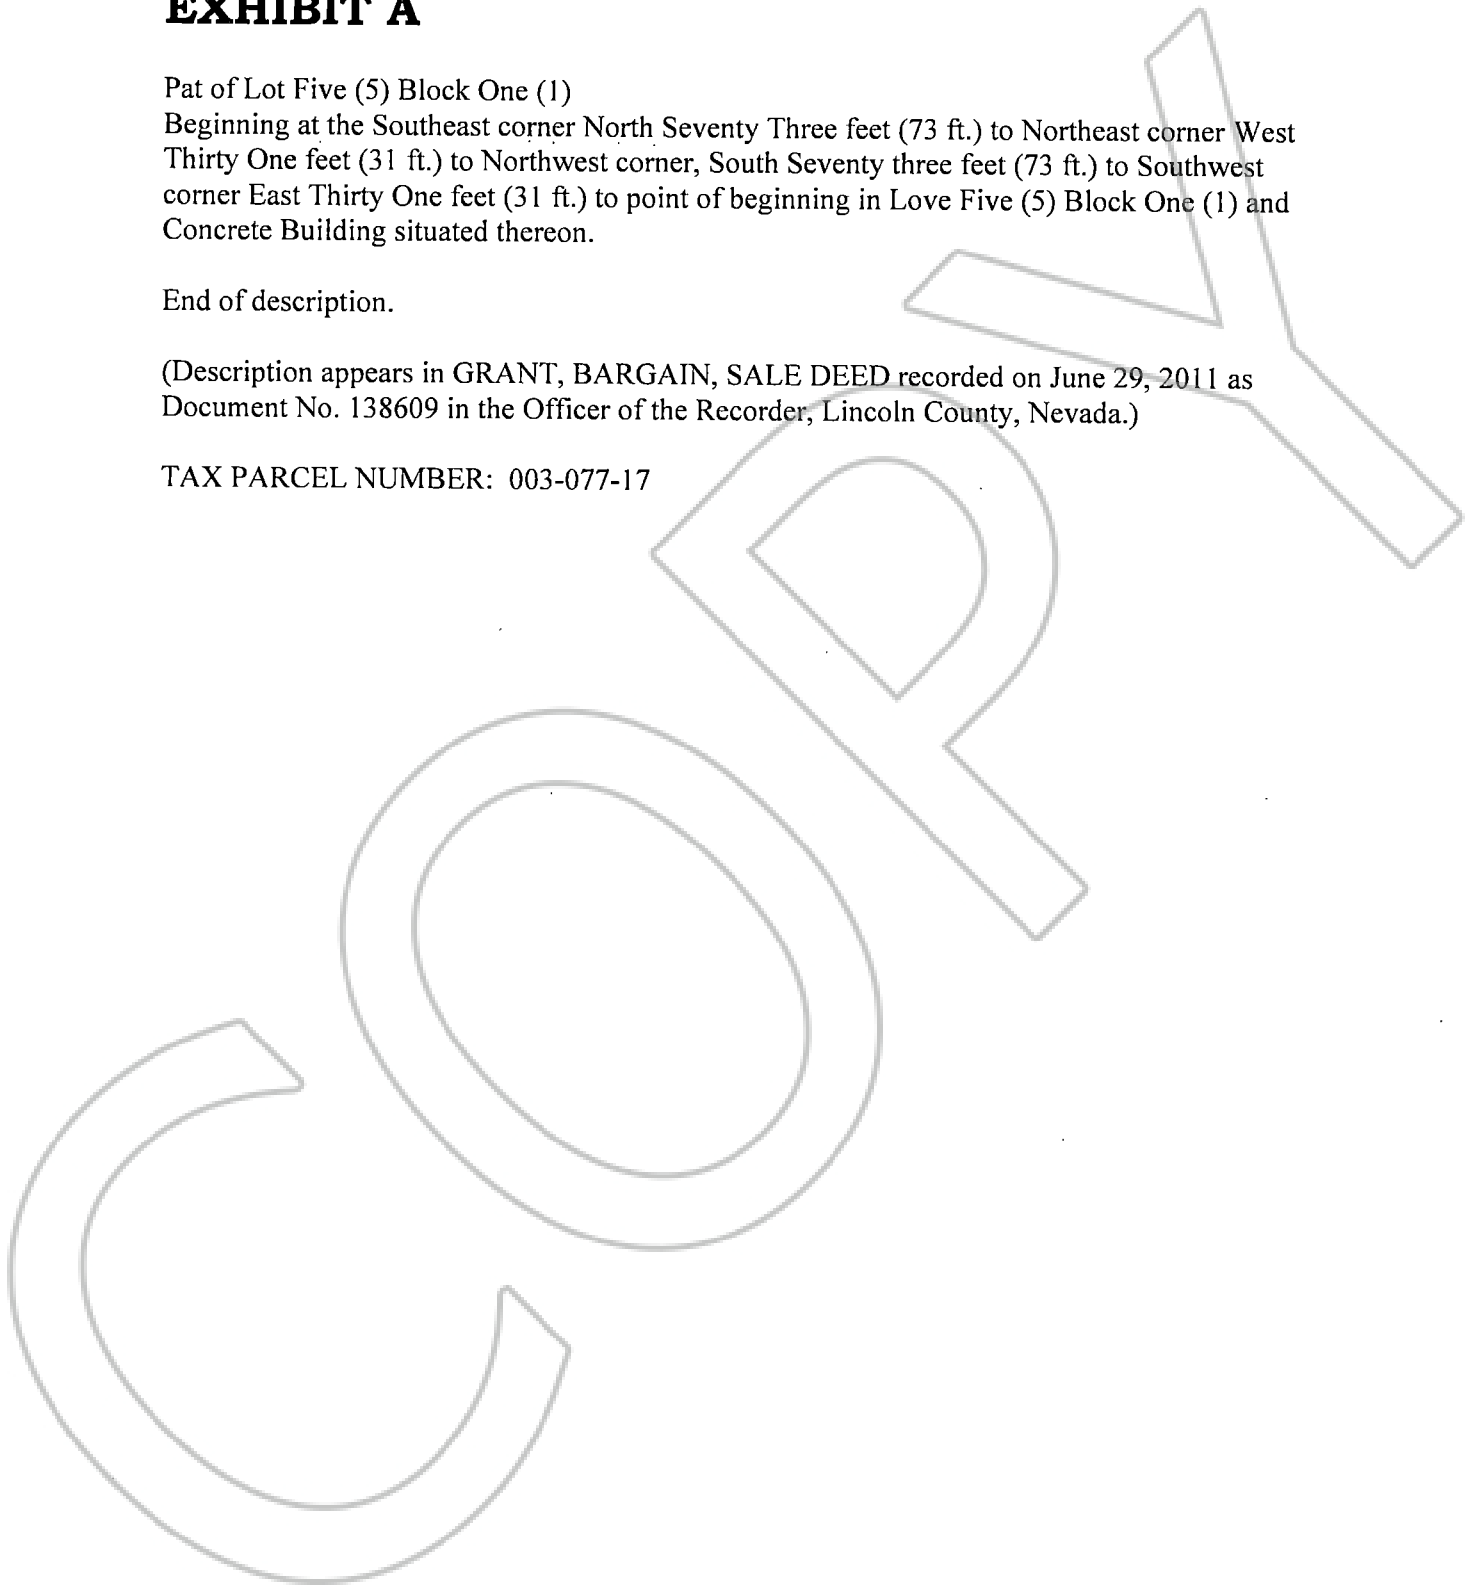 EXHIBIT A
Pat of Lot Five (5) Block One (1)
Beginning at the Southeast corner North Seventy Three feet (73 ft.) to Northeast corner West
Thirty One feet (31 ft.) to Northwest corner, South Seventy three feet (73 ft.) to Southwest
corner East Thirty One feet (31 ft.) to point of beginning in Love Five (5) Block One (1) and
Concrete Building situated thereon.
End of description.
(Description appears in GRANT, BARGAIN, SALE DEED recorded on June 29, 2011 as
Document No. 138609 in the Officer of the Recorder, Lincoln County, Nevada.)
TAX PARCEL NUMBER: 003-077-17
COPY